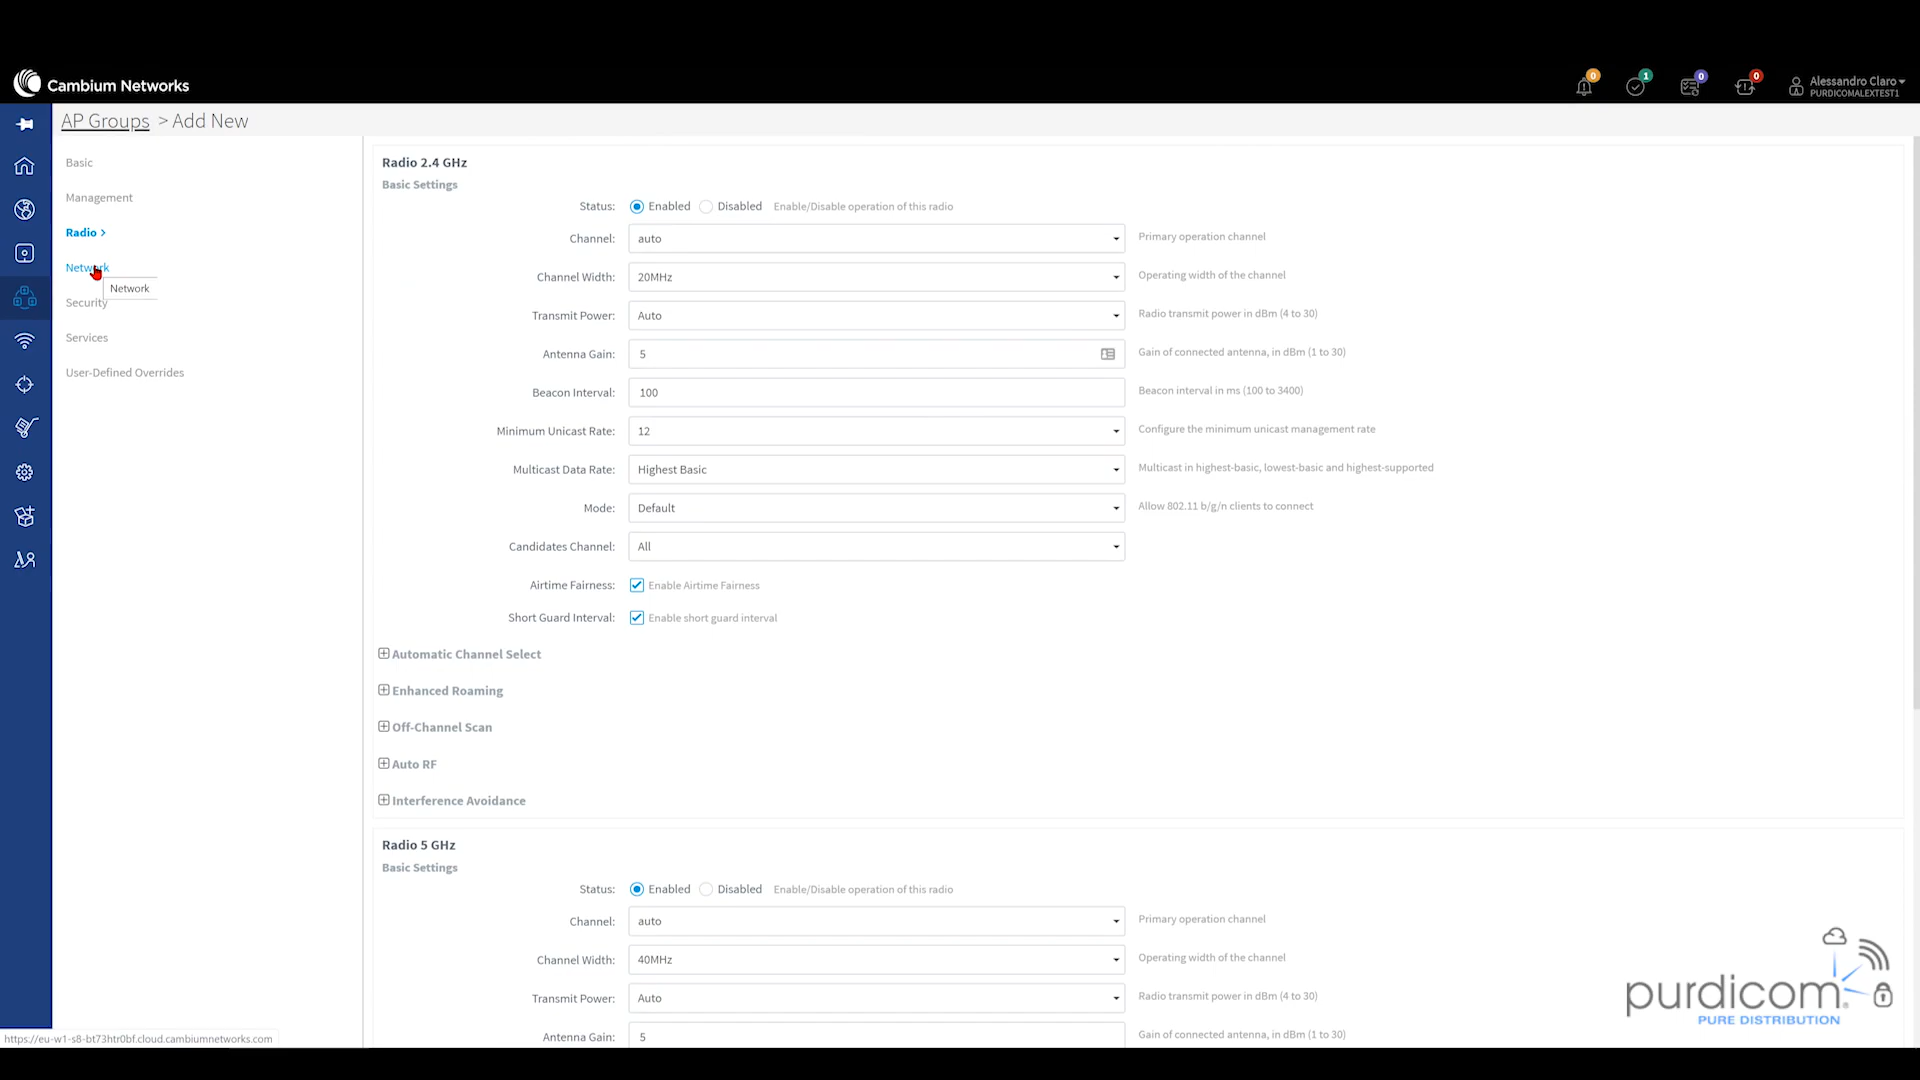 Cambium Networks
0
1
0
0
Alessandro Claro
PURDICOMALEXTEST1
AP Groups > Add New
Basic
Management
Radio >
Network
Network
Security
Services
User-Defined Overrides
Radio 2.4 GHz
Basic Settings
Status: Enabled Disabled Enable/Disable operation of this radio
Channel: auto Primary operation channel
Channel Width: 20MHz Operating width of the channel
Transmit Power: Auto Radio transmit power in dBm (4 to 30)
Antenna Gain: 5 Gain of connected antenna, in dBm (1 to 30)
Beacon Interval: 100 Beacon interval in ms (100 to 3400)
Minimum Unicast Rate: 12 Configure the minimum unicast management rate
Multicast Data Rate: Highest Basic Multicast in highest-basic, lowest-basic and highest-supported
Mode: Default Allow 802.11 b/g/n clients to connect
Candidates Channel: All
Airtime Fairness: Enable Airtime Fairness
Short Guard Interval: Enable short guard interval
Automatic Channel Select
Enhanced Roaming
Off-Channel Scan
Auto RF
Interference Avoidance
Radio 5 GHz
Basic Settings
Status: Enabled Disabled Enable/Disable operation of this radio
Channel: auto Primary operation channel
Channel Width: 40MHz Operating width of the channel
Transmit Power: Auto Radio transmit power in dBm (4 to 30)
Antenna Gain: 5 Gain of connected antenna, in dBm (1 to 30)
purdicom.
PURE DISTRIBUTION
https://eu-w1-s8-bt73htr0bf.cloud.cambiumnetworks.com